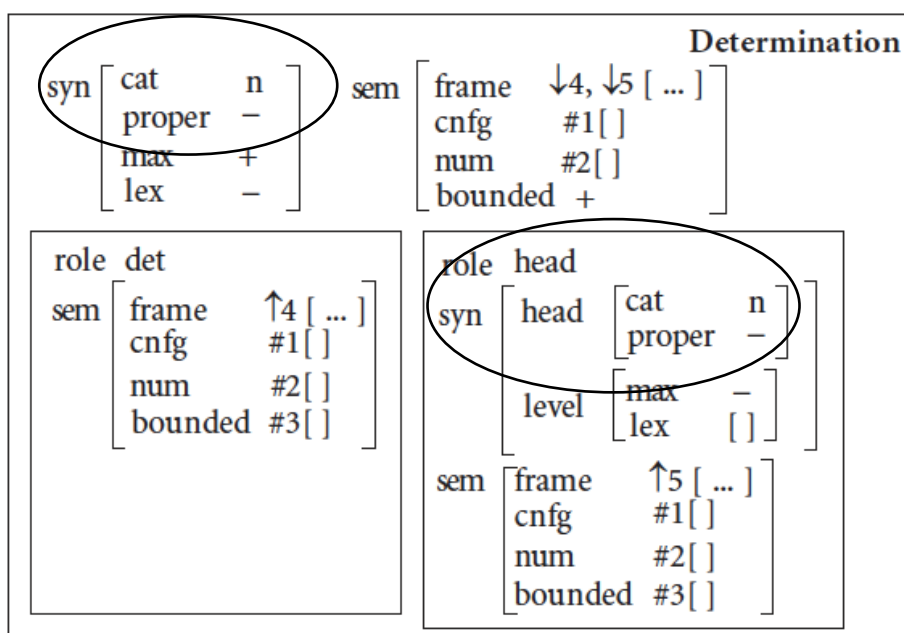 Determination
syn [ cat n
proper –
max +
lex – ]
sem [ frame ↓4, ↓5 [ ... ]
cnfg #1[ ]
num #2[ ]
bounded + ]
role det
sem [ frame ↑4 [ ... ]
cnfg #1[ ]
num #2[ ]
bounded #3[ ] ]
role head
syn [ head [ cat n
proper – ]
level [ max –
lex [ ] ] ]
sem [ frame ↑5 [ ... ]
cnfg #1[ ]
num #2[ ]
bounded #3[ ] ]